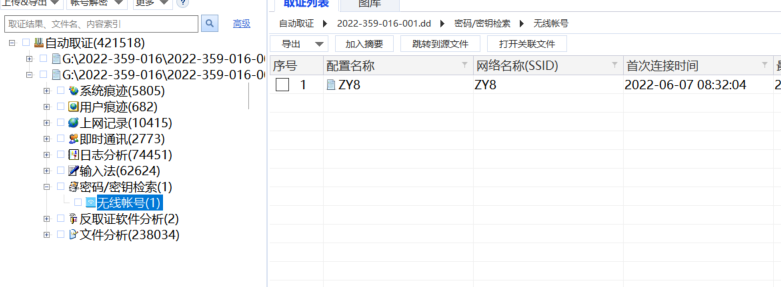 上传&导出 帐号解密 更多 ?
取证结果、文件名、内容索引 高级
自动取证(421518)
G:\2022-359-016\2022-359-016-0
G:\2022-359-016\2022-359-016-00
系统痕迹(5805)
用户痕迹(682)
上网记录(10415)
即时通讯(2773)
日志分析(74451)
输入法(62624)
密码/密钥检索(1)
无线帐号(1)
反取证软件分析(2)
文件分析(238034)
取证列表 图库
自动取证 2022-359-016-001.dd 密码/密钥检索 无线帐号
导出 加入摘要 跳转到源文件 打开关联文件
序号 配置名称 网络名称(SSID) 首次连接时间
1 ZY8 ZY8 2022-06-07 08:32:04 2